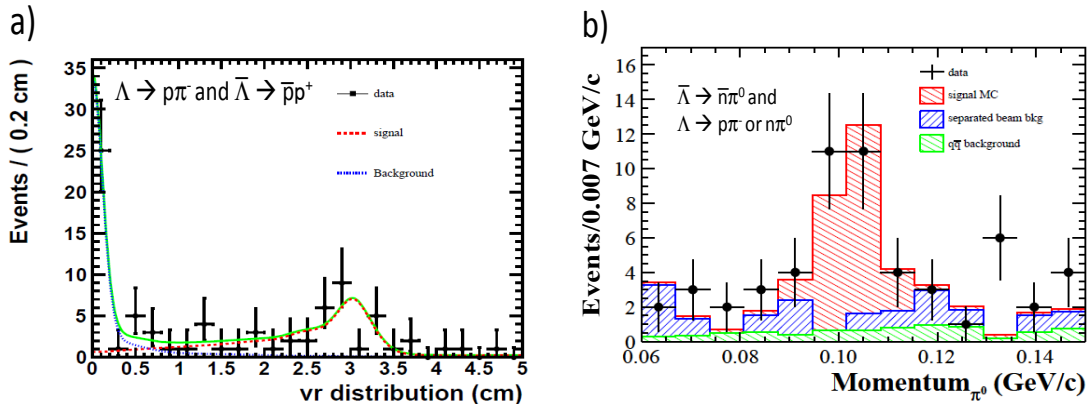 a)
Events / ( 0.2 cm )
35
30
25
20
15
10
5
0
Λ → pπ⁻ and Λ̅ → p̅p⁺
data
signal
Background
0 0.5 1 1.5 2 2.5 3 3.5 4 4.5 5
vr distribution (cm)
b)
Events/0.007 GeV/c
16
14
12
10
8
6
4
2
0
Λ̅ → n̅π⁰ and
Λ → pπ⁻ or nπ⁰
data
signal MC
separated beam bkg
qq̅ background
0.06 0.08 0.10 0.12 0.14
Momentum_π⁰ (GeV/c)